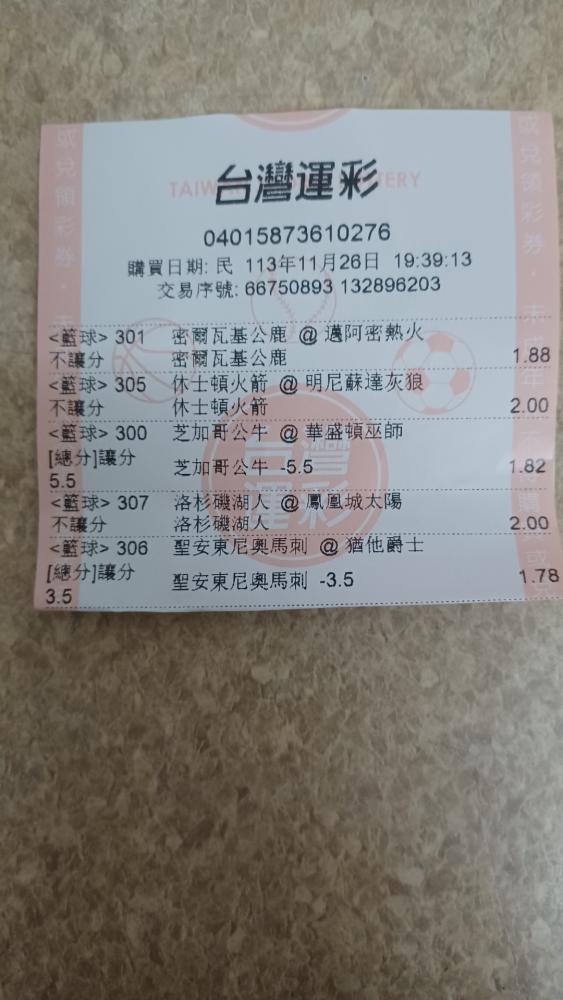 台灣運彩
04015873610276
購買日期: 民 113年11月26日 19:39:13
交易序號: 66750893 132896203
<籃球> 301 密爾瓦基公鹿 @ 邁阿密熱火
不讓分 密爾瓦基公鹿 1.88
<籃球> 305 休士頓火箭 @ 明尼蘇達灰狼
不讓分 休士頓火箭 2.00
<籃球> 300 芝加哥公牛 @ 華盛頓巫師
[總分]讓分 芝加哥公牛 -5.5 1.82
5.5
<籃球> 307 洛杉磯湖人 @ 鳳凰城太陽
不讓分 洛杉磯湖人 2.00
<籃球> 306 聖安東尼奧馬刺 @ 猶他爵士
[總分]讓分 聖安東尼奧馬刺 -3.5 1.78
3.5